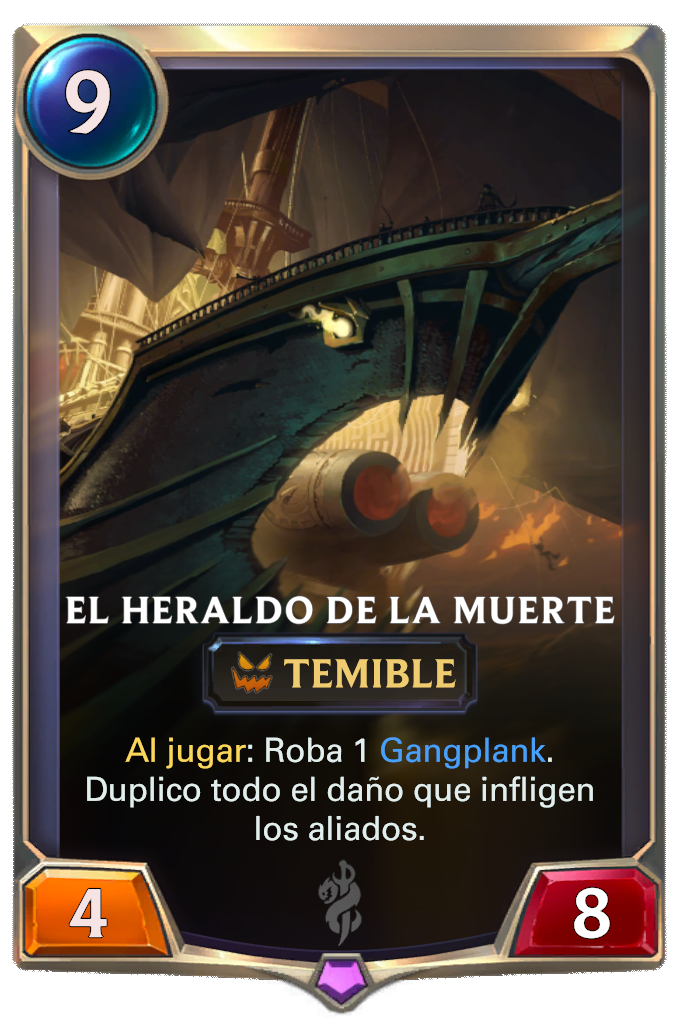 9
EL HERALDO DE LA MUERTE
TEMIBLE
Al jugar: Roba 1 Gangplank.
Duplico todo el daño que infligen
los aliados.
4
8